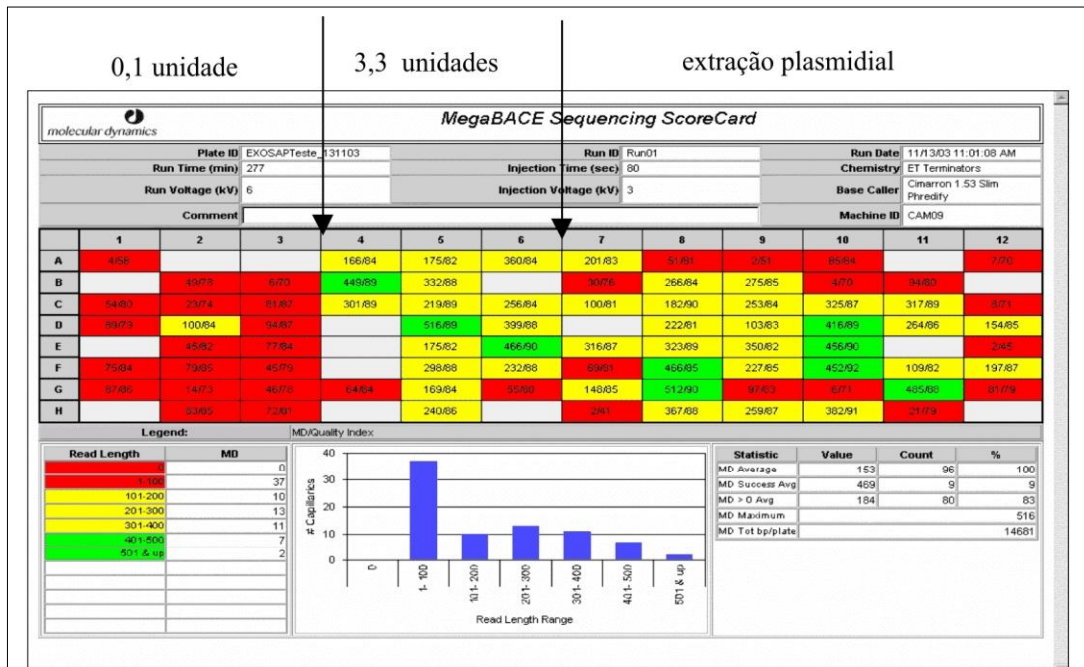 0,1 unidade 3,3 unidades extração plasmidial
molecular dynamics MegaBACE Sequencing ScoreCard
Plate ID EXOSAPTeste_131103 Run ID Run01 Run Date 11/13/03 11:01:08 AM
Run Time (min) 277 Injection Time (sec) 80 Chemistry ET Terminators
Run Voltage (kV) 6 Injection Voltage (kV) 3 Base Caller Cimarron 1.53 Slim Phredify
Comment Machine ID CAM09
1 2 3 4 5 6 7 8 9 10 11 12
A 4/56 166/84 175/82 360/84 201/83 51/81 2/51 85/84 7/70
B 49/78 6/70 449/89 332/88 30/76 266/84 275/85 4/70 94/80
C 54/80 23/74 81/87 301/89 219/89 256/84 100/81 182/90 253/84 325/87 317/89 8/71
D 89/79 100/84 94/87 516/89 399/88 222/81 103/83 416/89 264/86 154/85
E 45/82 77/84 175/82 466/90 316/87 323/89 350/82 456/90 2/45
F 75/84 79/85 45/79 298/88 232/88 69/81 466/85 227/85 452/92 109/82 197/87
G 67/86 14/73 46/78 64/84 169/84 148/85 512/90 97/83 6/71 485/88 81/79
H 83/85 72/81 240/86 2/41 367/88 259/87 382/91 21/79
Legend: MD/Quality Index
Read Length MD
0 0
1-100 37
101-200 10
201-300 13
301-400 11
401-500 7
501 & up 2
# Capillaries
40
30
20
10
0
0 1-100 101-200 201-300 301-400 401-500 501 & up
Read Length Range
Statistic Value Count %
MD Average 153 96 100
MD Success Avg 469 9 9
MD > 0 Avg 184 80 83
MD Maximum 516
MD Tot bp/plate 14681